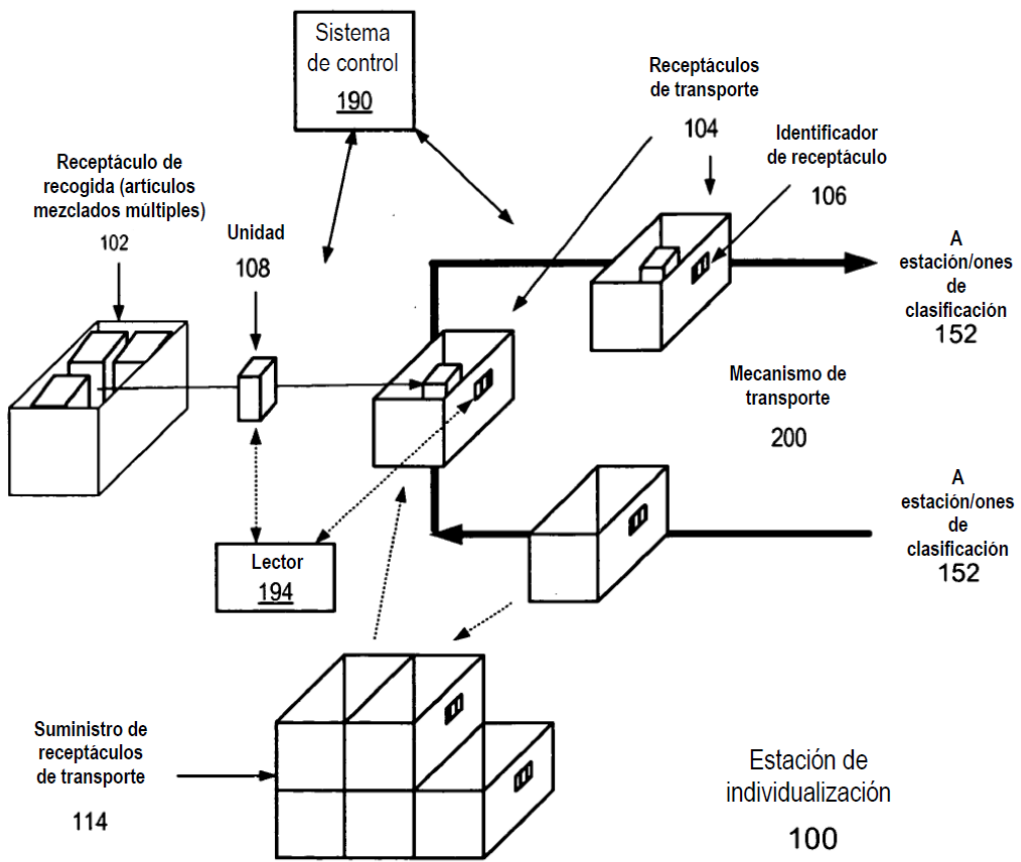 Sistema
de control
190
Receptáculos
de transporte
104
Identificador
de receptáculo
106
Receptáculo de
recogida (artículos
mezclados múltiples)
102
Unidad
108
A
estación/ones
de
clasificación
152
Mecanismo de
transporte
200
A
estación/ones
de
clasificación
152
Lector
194
Suministro de
receptáculos
de transporte
114
Estación de
individualización
100